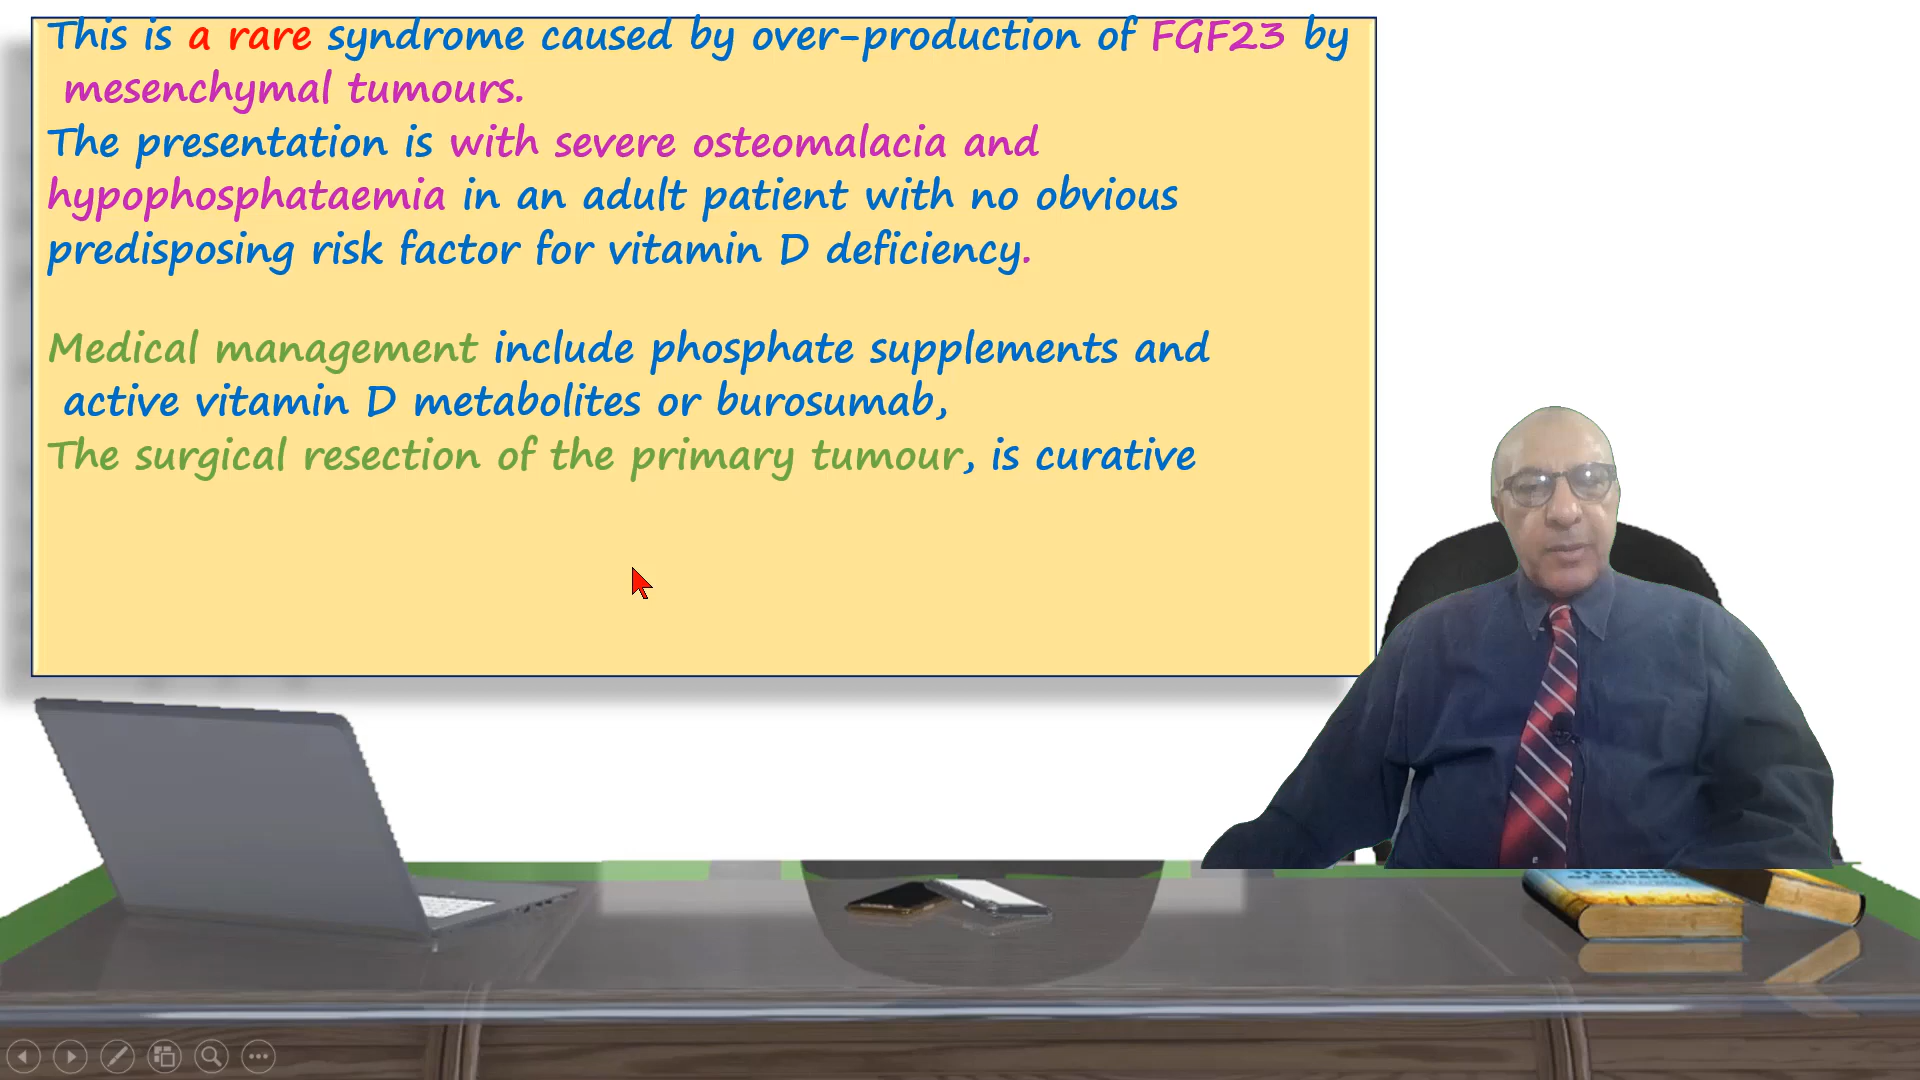 This is a rare syndrome caused by over-production of FGF23 by
mesenchymal tumours.
The presentation is with severe osteomalacia and
hypophosphataemia in an adult patient with no obvious
predisposing risk factor for vitamin D deficiency.
Medical management include phosphate supplements and
active vitamin D metabolites or burosumab,
The surgical resection of the primary tumour, is curative